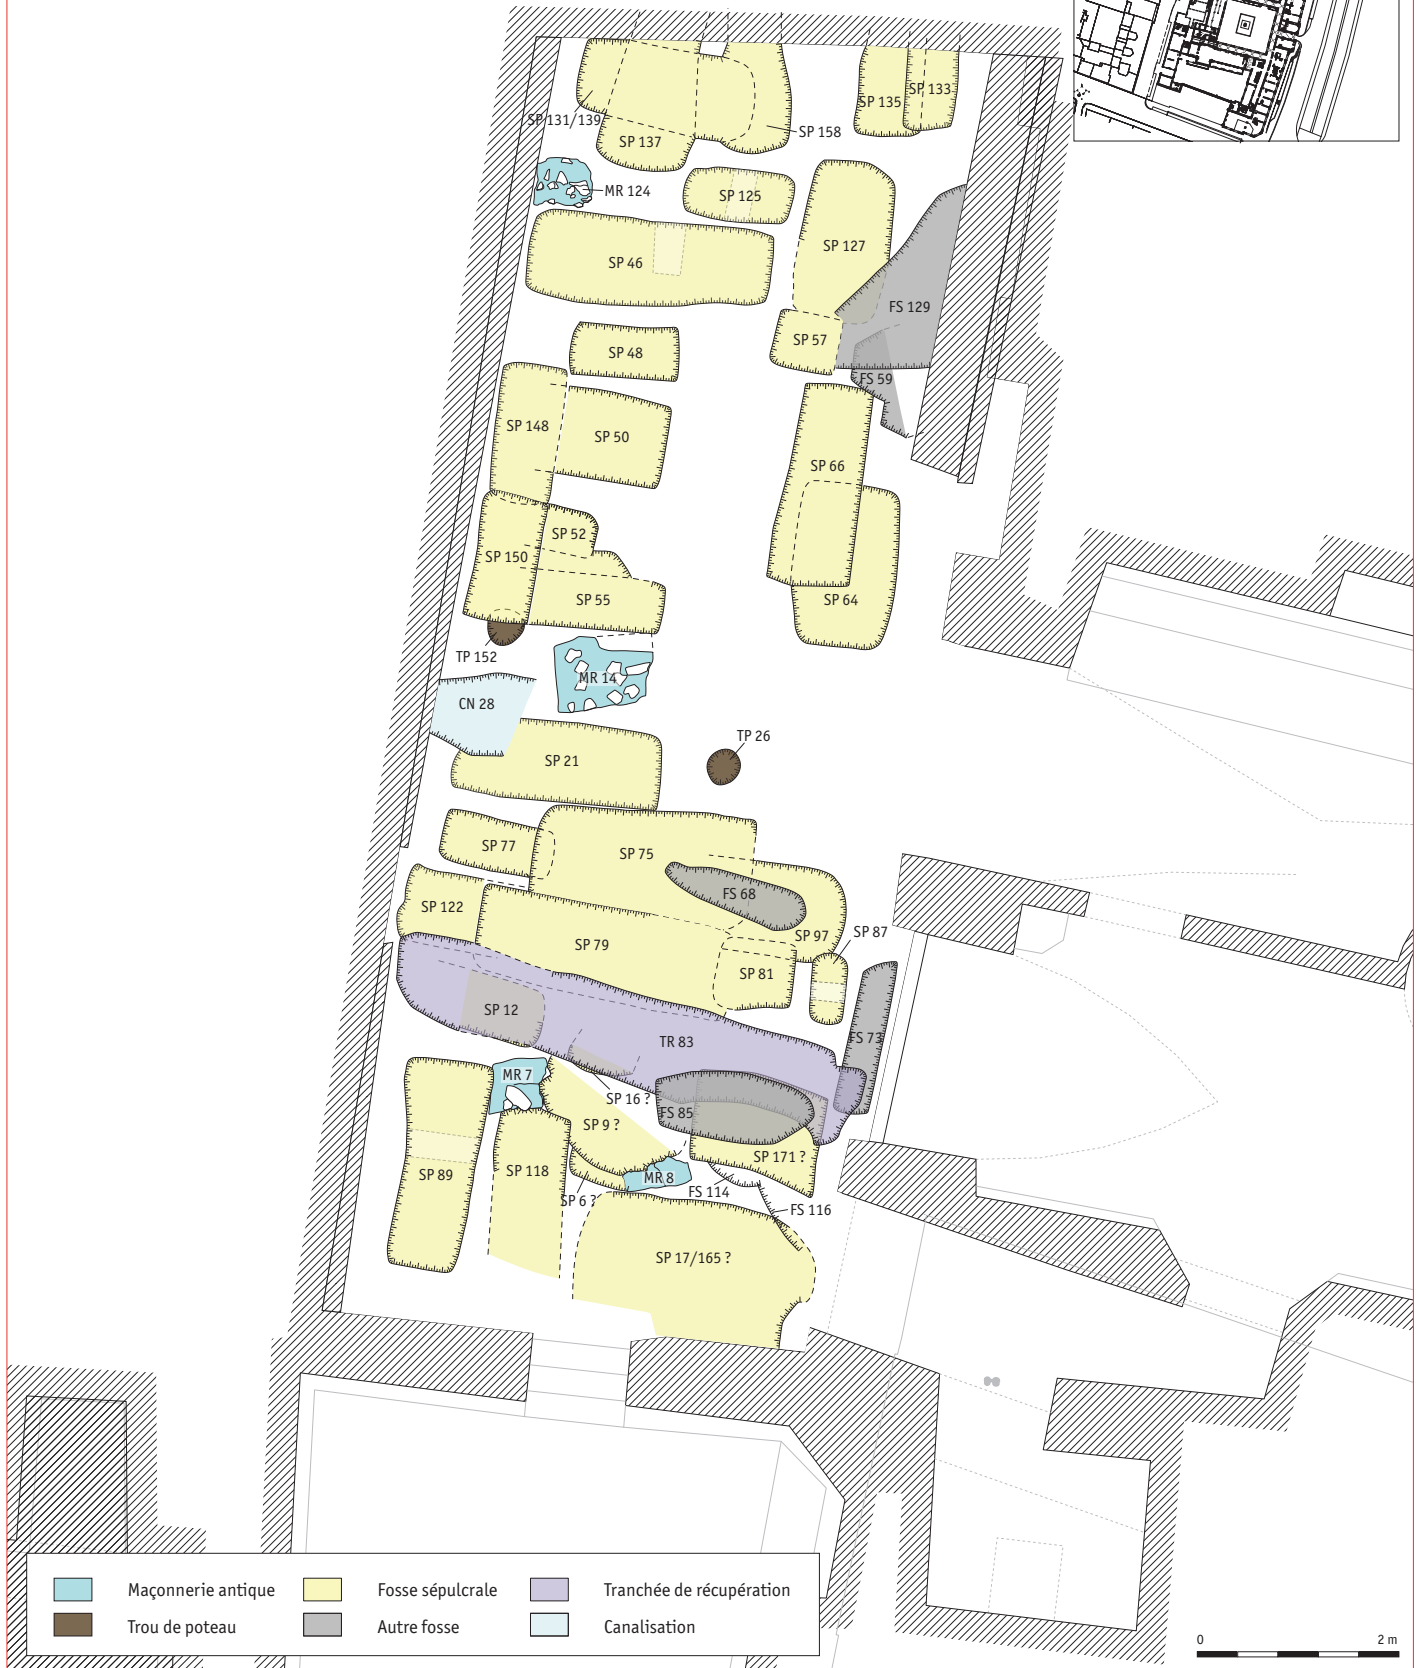 SP 131/139
SP 137
SP 158
SP 135
SP 133
MR 124
SP 125
SP 127
SP 46
FS 129
SP 57
SP 48
FS 59
SP 148
SP 50
SP 66
SP 52
SP 150
SP 55
SP 64
TP 152
MR 14
CN 28
TP 26
SP 21
SP 77
SP 75
FS 68
SP 122
SP 97
SP 87
SP 79
SP 81
SP 12
TR 83
FS 73
MR 7
SP 16 ?
FS 85
SP 9 ?
SP 171 ?
SP 89
SP 118
MR 8
SP 6 ?
FS 114
FS 116
SP 17/165 ?
Maçonnerie antique
Fosse sépulcrale
Tranchée de récupération
Trou de poteau
Autre fosse
Canalisation
0
2 m